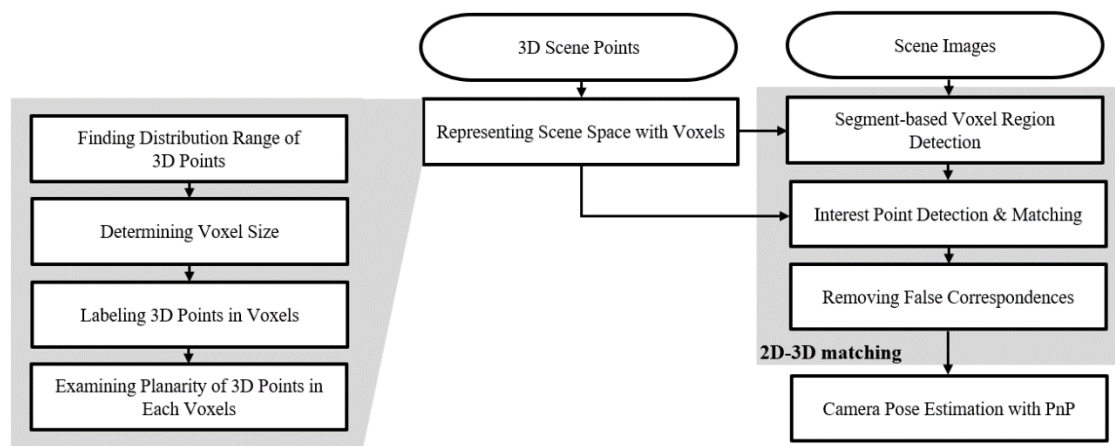 3D Scene Points
Scene Images
Finding Distribution Range of
3D Points
Determining Voxel Size
Labeling 3D Points in Voxels
Examining Planarity of 3D Points in
Each Voxels
Representing Scene Space with Voxels
Segment-based Voxel Region
Detection
Interest Point Detection & Matching
Removing False Correspondences
2D-3D matching
Camera Pose Estimation with PnP